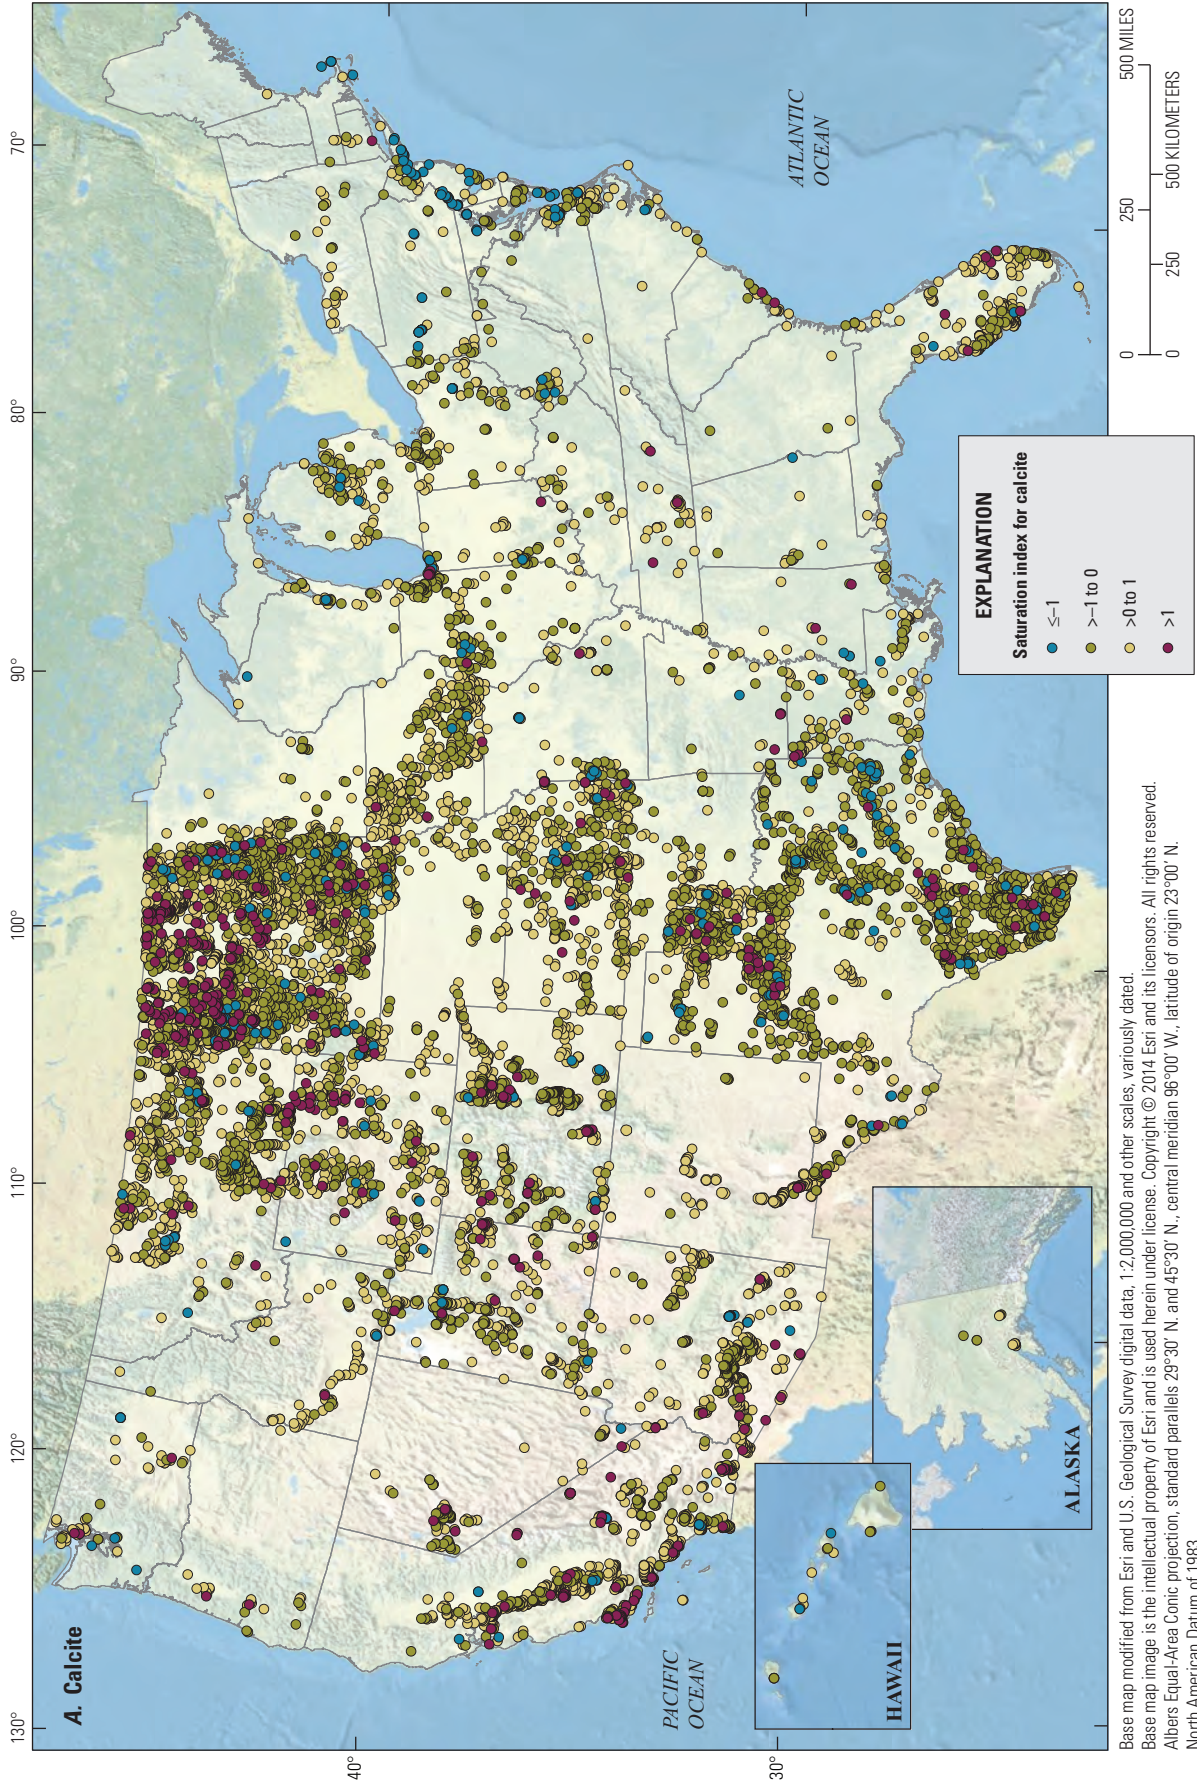 A. Calcite
130°
120°
110°
100°
90°
80°
70°
40°
30°
PACIFIC
OCEAN
ATLANTIC
OCEAN
HAWAII
ALASKA
EXPLANATION
Saturation index for calcite
≤–1
>–1 to 0
>0 to 1
>1
0 250 500 MILES
0 250 500 KILOMETERS
Base map modified from Esri and U.S. Geological Survey digital data, 1:2,000,000 and other scales, variously dated.
Base map image is the intellectual property of Esri and is used herein under license. Copyright © 2014 Esri and its licensors. All rights reserved.
Albers Equal-Area Conic projection, standard parallels 29°30′ N. and 45°30′ N., central meridian 96°00′ W., latitude of origin 23°00′ N.
North American Datum of 1983